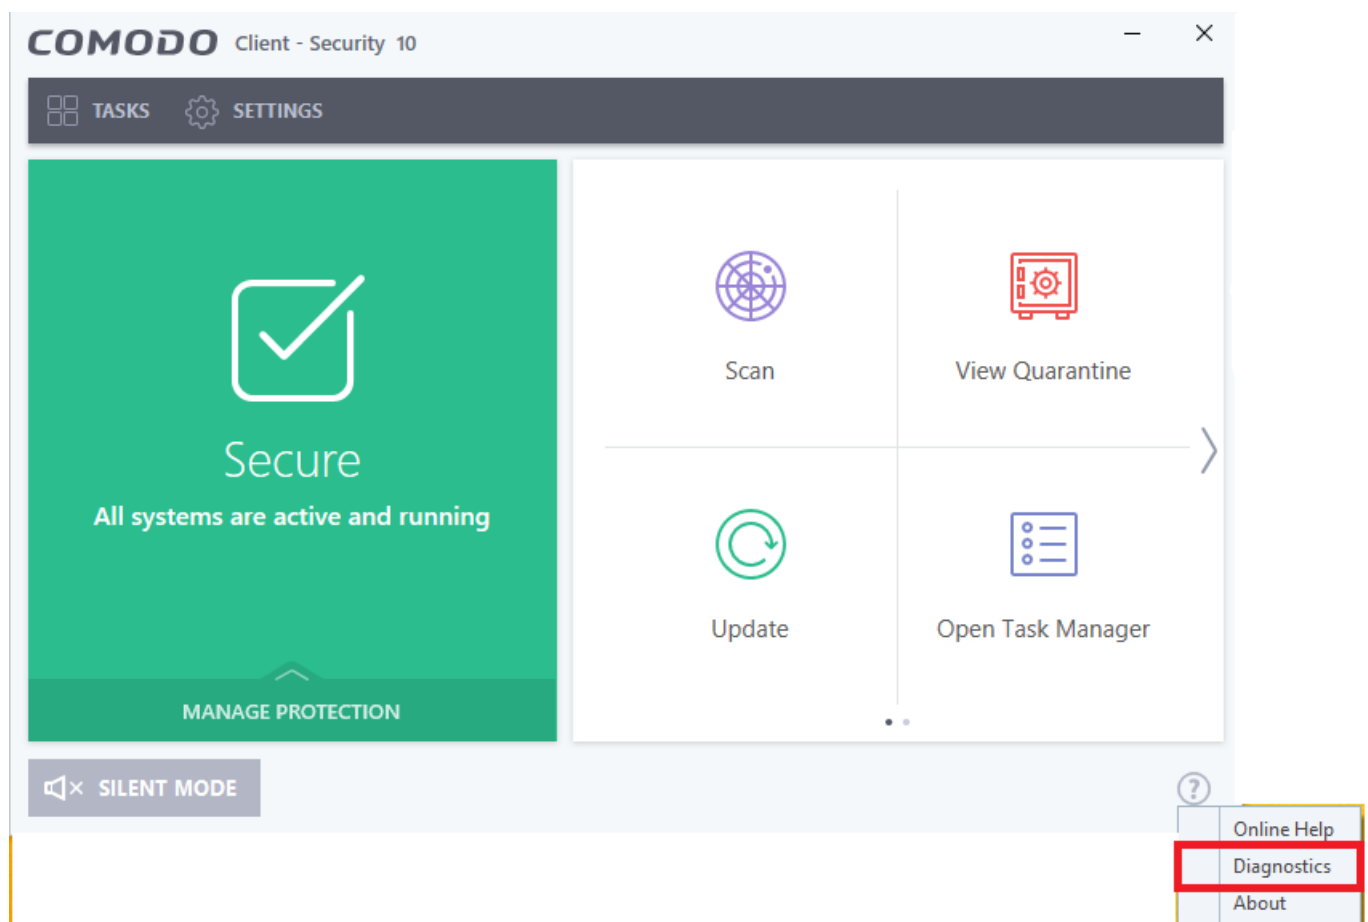 COMODO Client - Security 10
TASKS SETTINGS
Secure
All systems are active and running
MANAGE PROTECTION
Scan
View Quarantine
Update
Open Task Manager
SILENT MODE
?
Online Help
Diagnostics
About